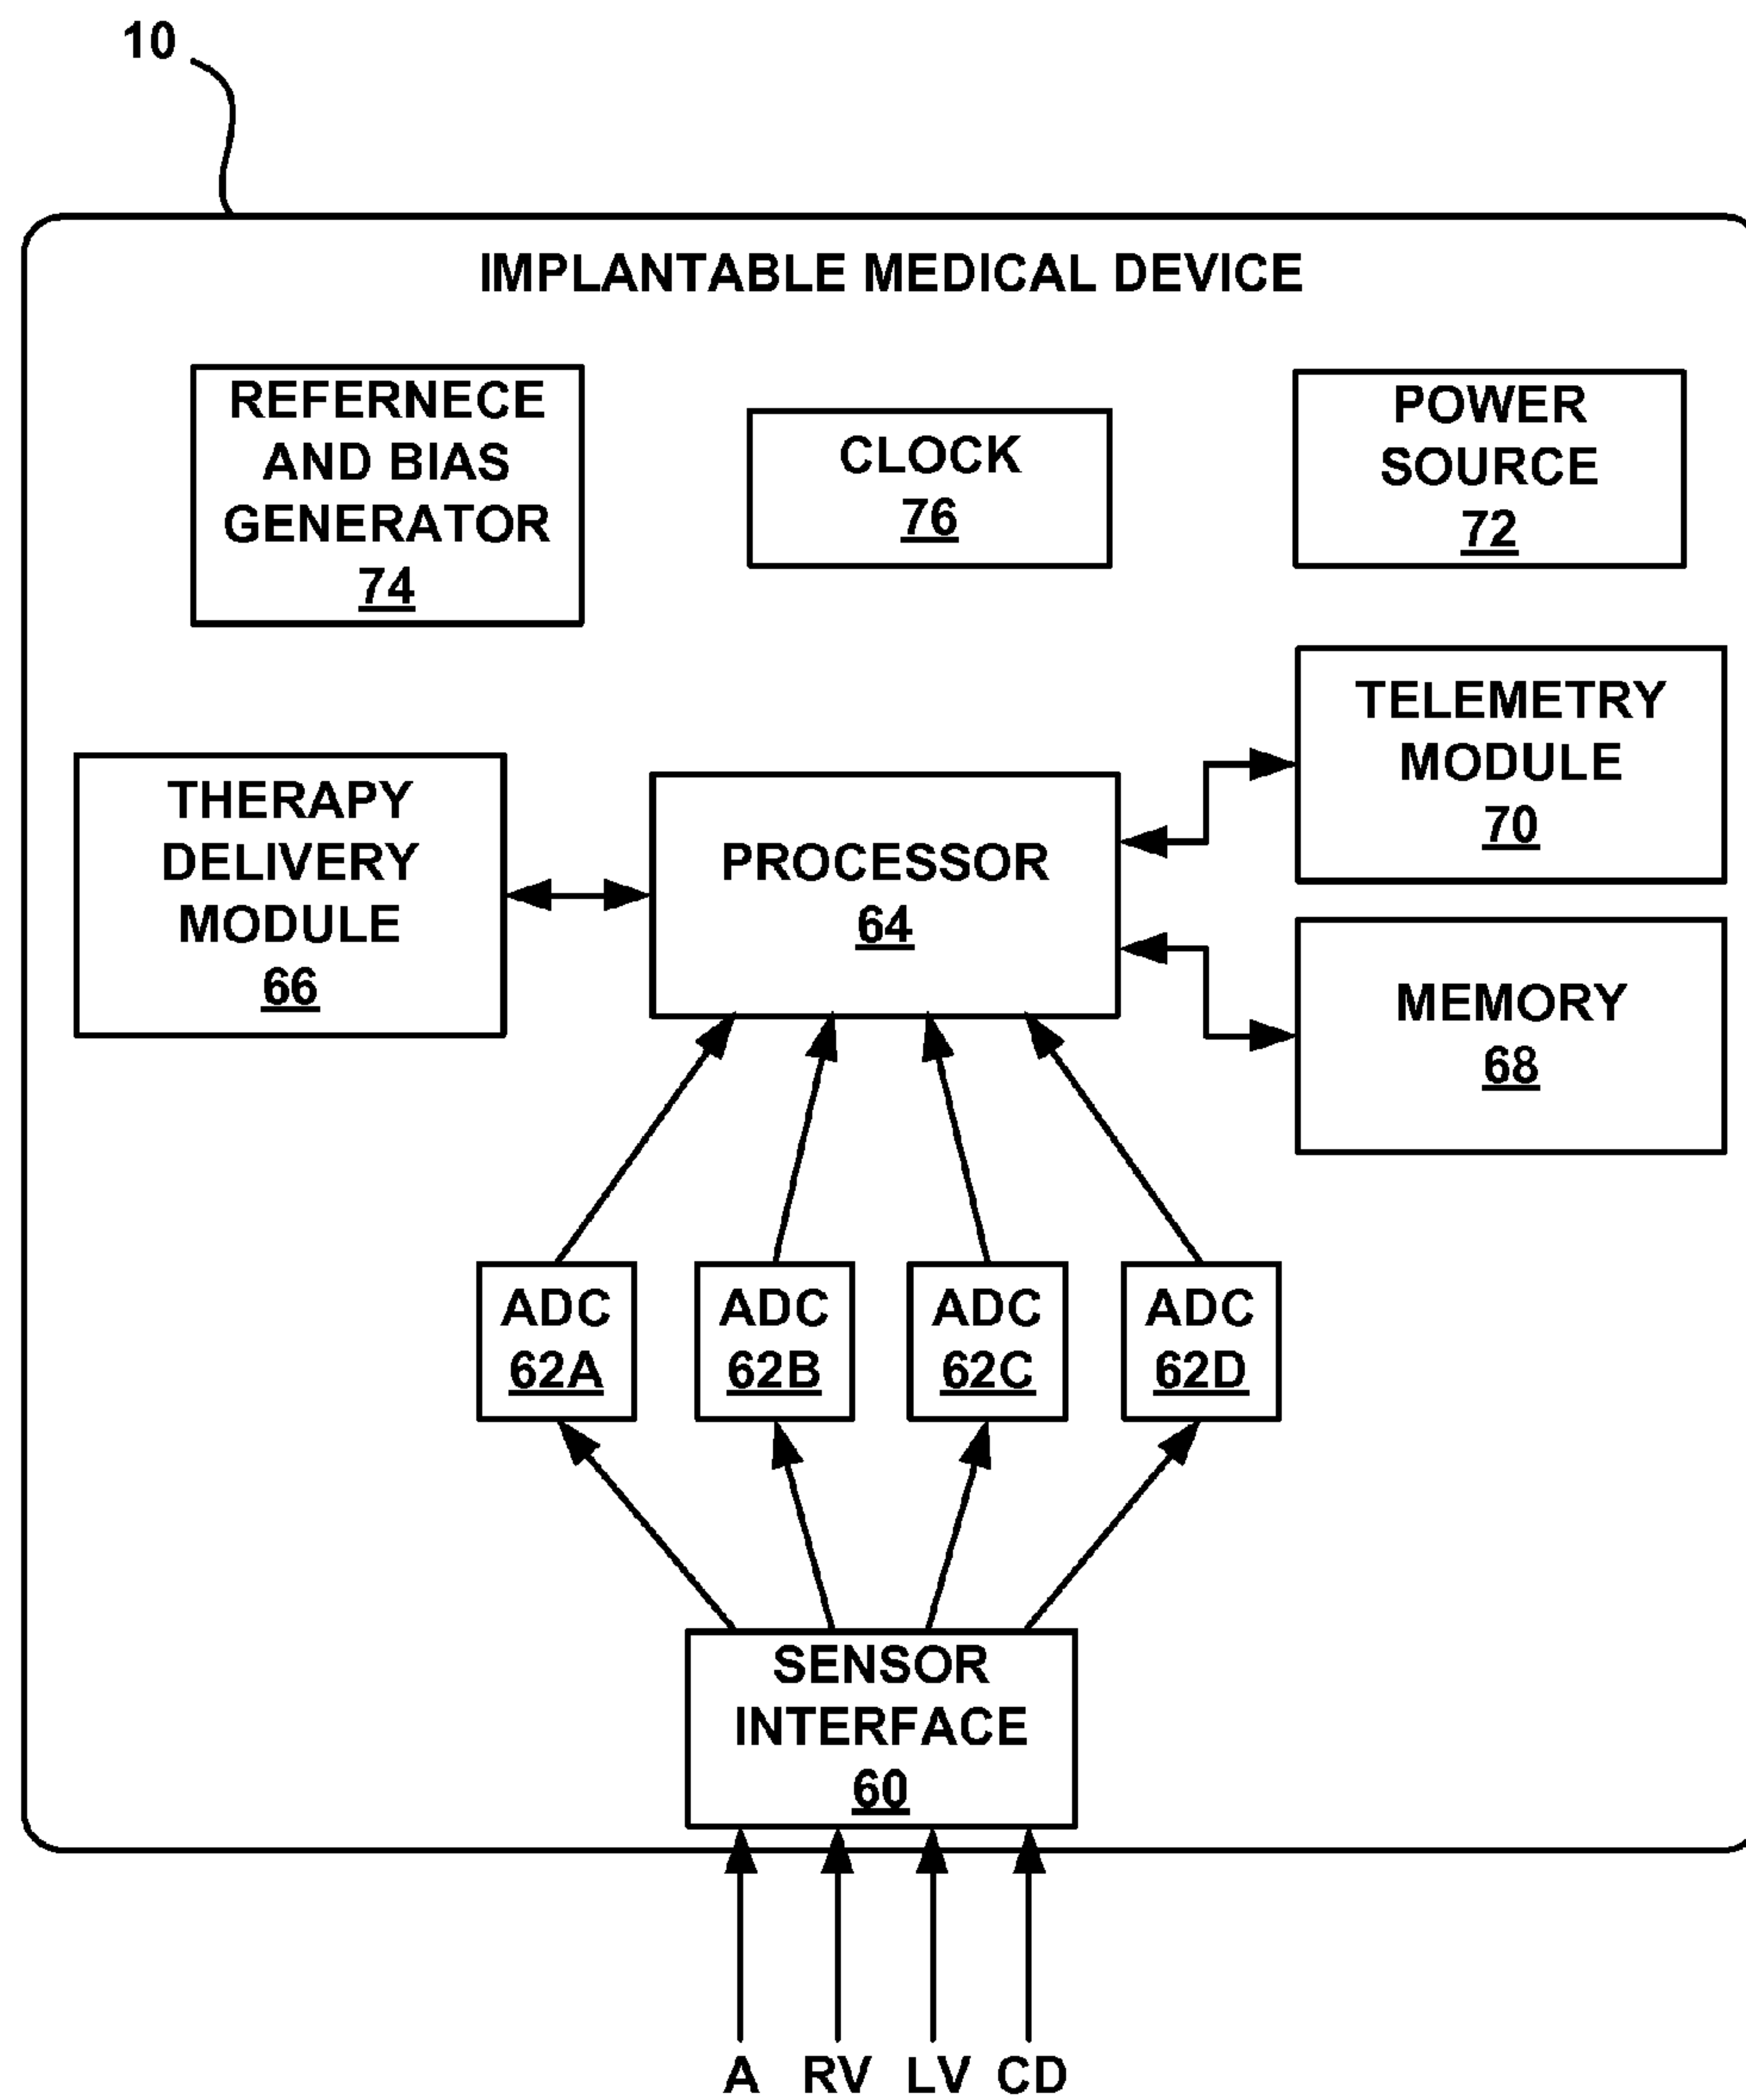 10
IMPLANTABLE MEDICAL DEVICE
REFERNECE
AND BIAS
GENERATOR
74
CLOCK
76
POWER
SOURCE
72
TELEMETRY
MODULE
70
THERAPY
DELIVERY
MODULE
66
PROCESSOR
64
MEMORY
68
ADC
62A
ADC
62B
ADC
62C
ADC
62D
SENSOR
INTERFACE
60
A RV LV CD